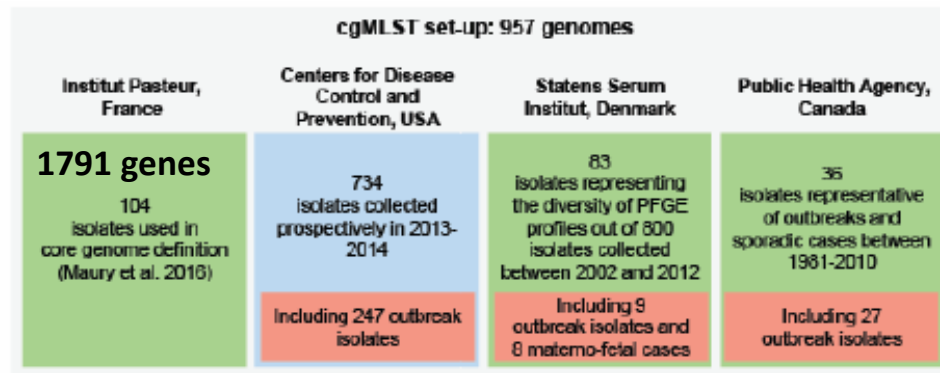 cgMLST set-up: 957 genomes
Institut Pasteur,
France
1791 genes
104
isolates used in
core genome definition
(Maury et al. 2016)
Centers for Disease
Control and
Prevention, USA
734
isolates collected
prospectively in 2013-
2014
Including 247 outbreak
isolates
Statens Serum
Institut, Denmark
83
isolates representing
the diversity of PFGE
profiles out of 800
isolates collected
between 2002 and 2012
Including 9
outbreak isolates and
8 materno-fetal cases
Public Health Agency,
Canada
36
isolates representative
of outbreaks and
sporadic cases between
1981-2010
Including 27
outbreak isolates